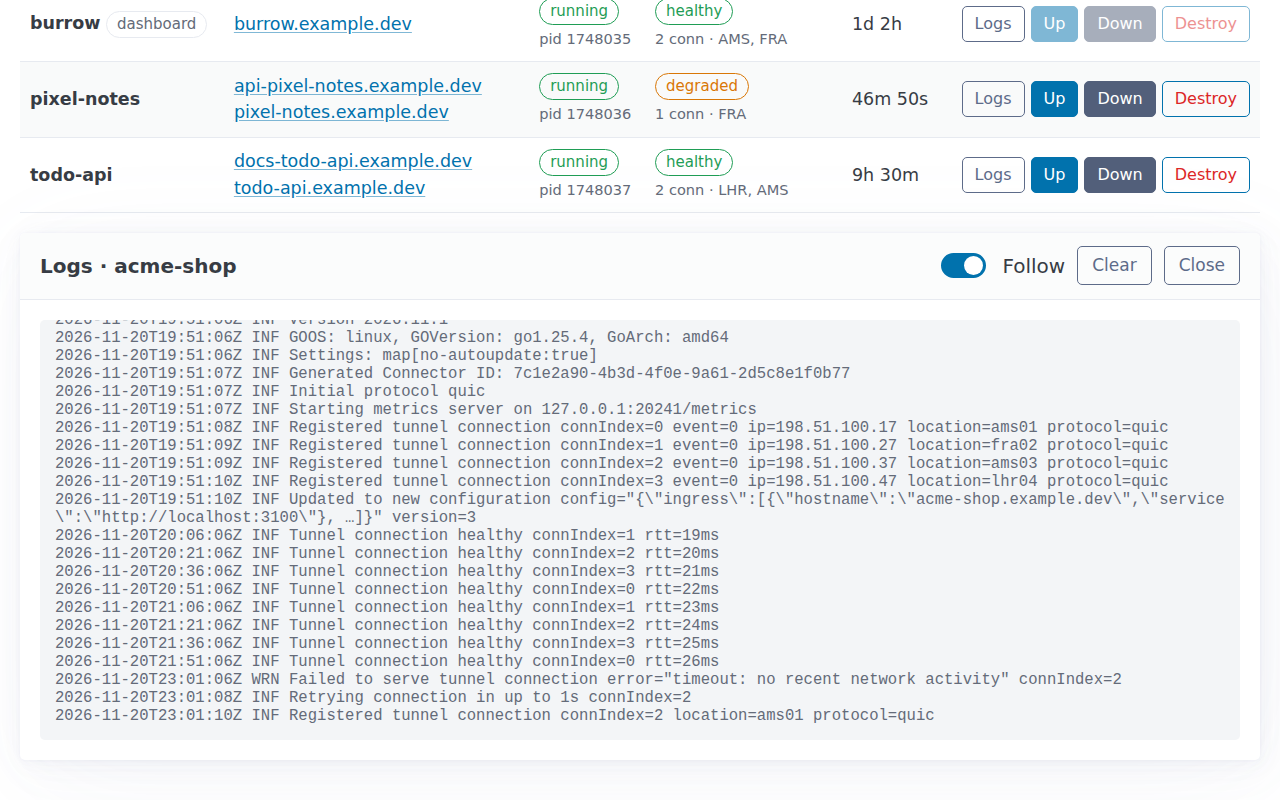 burrow dashboard burrow.example.dev running healthy 1d 2h Logs Up Down Destroy
pid 1748035 2 conn · AMS, FRA
pixel-notes api-pixel-notes.example.dev running degraded 46m 50s Logs Up Down Destroy
pixel-notes.example.dev pid 1748036 1 conn · FRA
todo-api docs-todo-api.example.dev running healthy 9h 30m Logs Up Down Destroy
todo-api.example.dev pid 1748037 2 conn · LHR, AMS
Logs · acme-shop Follow Clear Close
2026-11-20T19:51:06Z INF Version 2026.11.1
2026-11-20T19:51:06Z INF GOOS: linux, GOVersion: go1.25.4, GoArch: amd64
2026-11-20T19:51:06Z INF Settings: map[no-autoupdate:true]
2026-11-20T19:51:07Z INF Generated Connector ID: 7c1e2a90-4b3d-4f0e-9a61-2d5c8e1f0b77
2026-11-20T19:51:07Z INF Initial protocol quic
2026-11-20T19:51:07Z INF Starting metrics server on 127.0.0.1:20241/metrics
2026-11-20T19:51:08Z INF Registered tunnel connection connIndex=0 event=0 ip=198.51.100.17 location=ams01 protocol=quic
2026-11-20T19:51:09Z INF Registered tunnel connection connIndex=1 event=0 ip=198.51.100.27 location=fra02 protocol=quic
2026-11-20T19:51:09Z INF Registered tunnel connection connIndex=2 event=0 ip=198.51.100.37 location=ams03 protocol=quic
2026-11-20T19:51:10Z INF Registered tunnel connection connIndex=3 event=0 ip=198.51.100.47 location=lhr04 protocol=quic
2026-11-20T19:51:10Z INF Updated to new configuration config="{\"ingress\":[{\"hostname\":\"acme-shop.example.dev\",\"service
\":\"http://localhost:3100\"}, …]}" version=3
2026-11-20T20:06:06Z INF Tunnel connection healthy connIndex=1 rtt=19ms
2026-11-20T20:21:06Z INF Tunnel connection healthy connIndex=2 rtt=20ms
2026-11-20T20:36:06Z INF Tunnel connection healthy connIndex=3 rtt=21ms
2026-11-20T20:51:06Z INF Tunnel connection healthy connIndex=0 rtt=22ms
2026-11-20T21:06:06Z INF Tunnel connection healthy connIndex=1 rtt=23ms
2026-11-20T21:21:06Z INF Tunnel connection healthy connIndex=2 rtt=24ms
2026-11-20T21:36:06Z INF Tunnel connection healthy connIndex=3 rtt=25ms
2026-11-20T21:51:06Z INF Tunnel connection healthy connIndex=0 rtt=26ms
2026-11-20T23:01:06Z WRN Failed to serve tunnel connection error="timeout: no recent network activity" connIndex=2
2026-11-20T23:01:08Z INF Retrying connection in up to 1s connIndex=2
2026-11-20T23:01:10Z INF Registered tunnel connection connIndex=2 location=ams01 protocol=quic